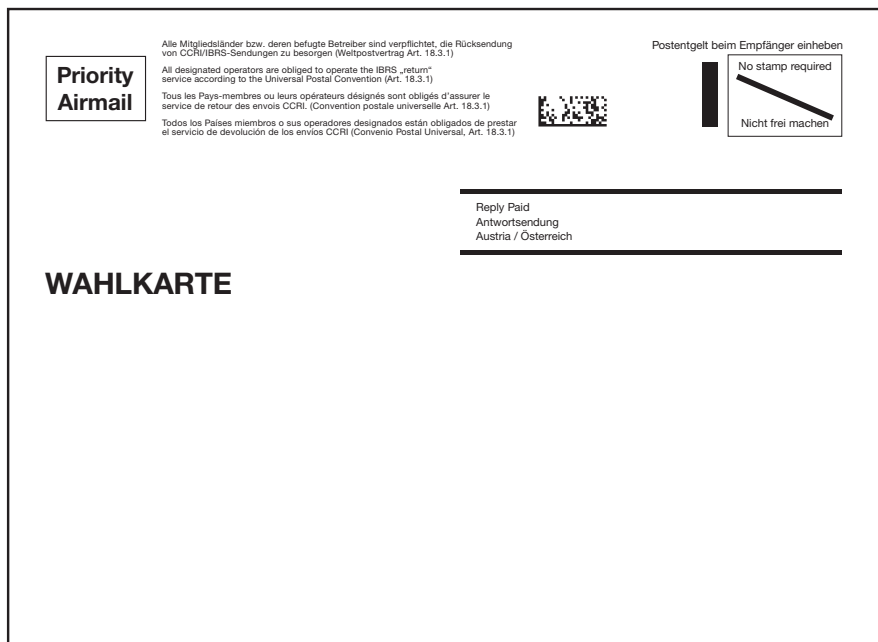 Priority
Airmail
Alle Mitgliedsländer bzw. deren befugte Betreiber sind verpflichtet, die Rücksendung
von CCRI/IBRS-Sendungen zu besorgen (Weltpostvertrag Art. 18.3.1)
All designated operators are obliged to operate the IBRS „return“
service according to the Universal Postal Convention (Art. 18.3.1)
Tous les Pays-membres ou leurs opérateurs désignés sont obligés d'assurer le
service de retour des envois CCRI. (Convention postale universelle Art. 18.3.1)
Todos los Países miembros o sus operadores designados están obligados de prestar
el servicio de devolución de los envíos CCRI (Convenio Postal Universal, Art. 18.3.1)
Postentgelt beim Empfänger einheben
No stamp required
Nicht frei machen
Reply Paid
Antwortsendung
Austria / Österreich
WAHLKARTE